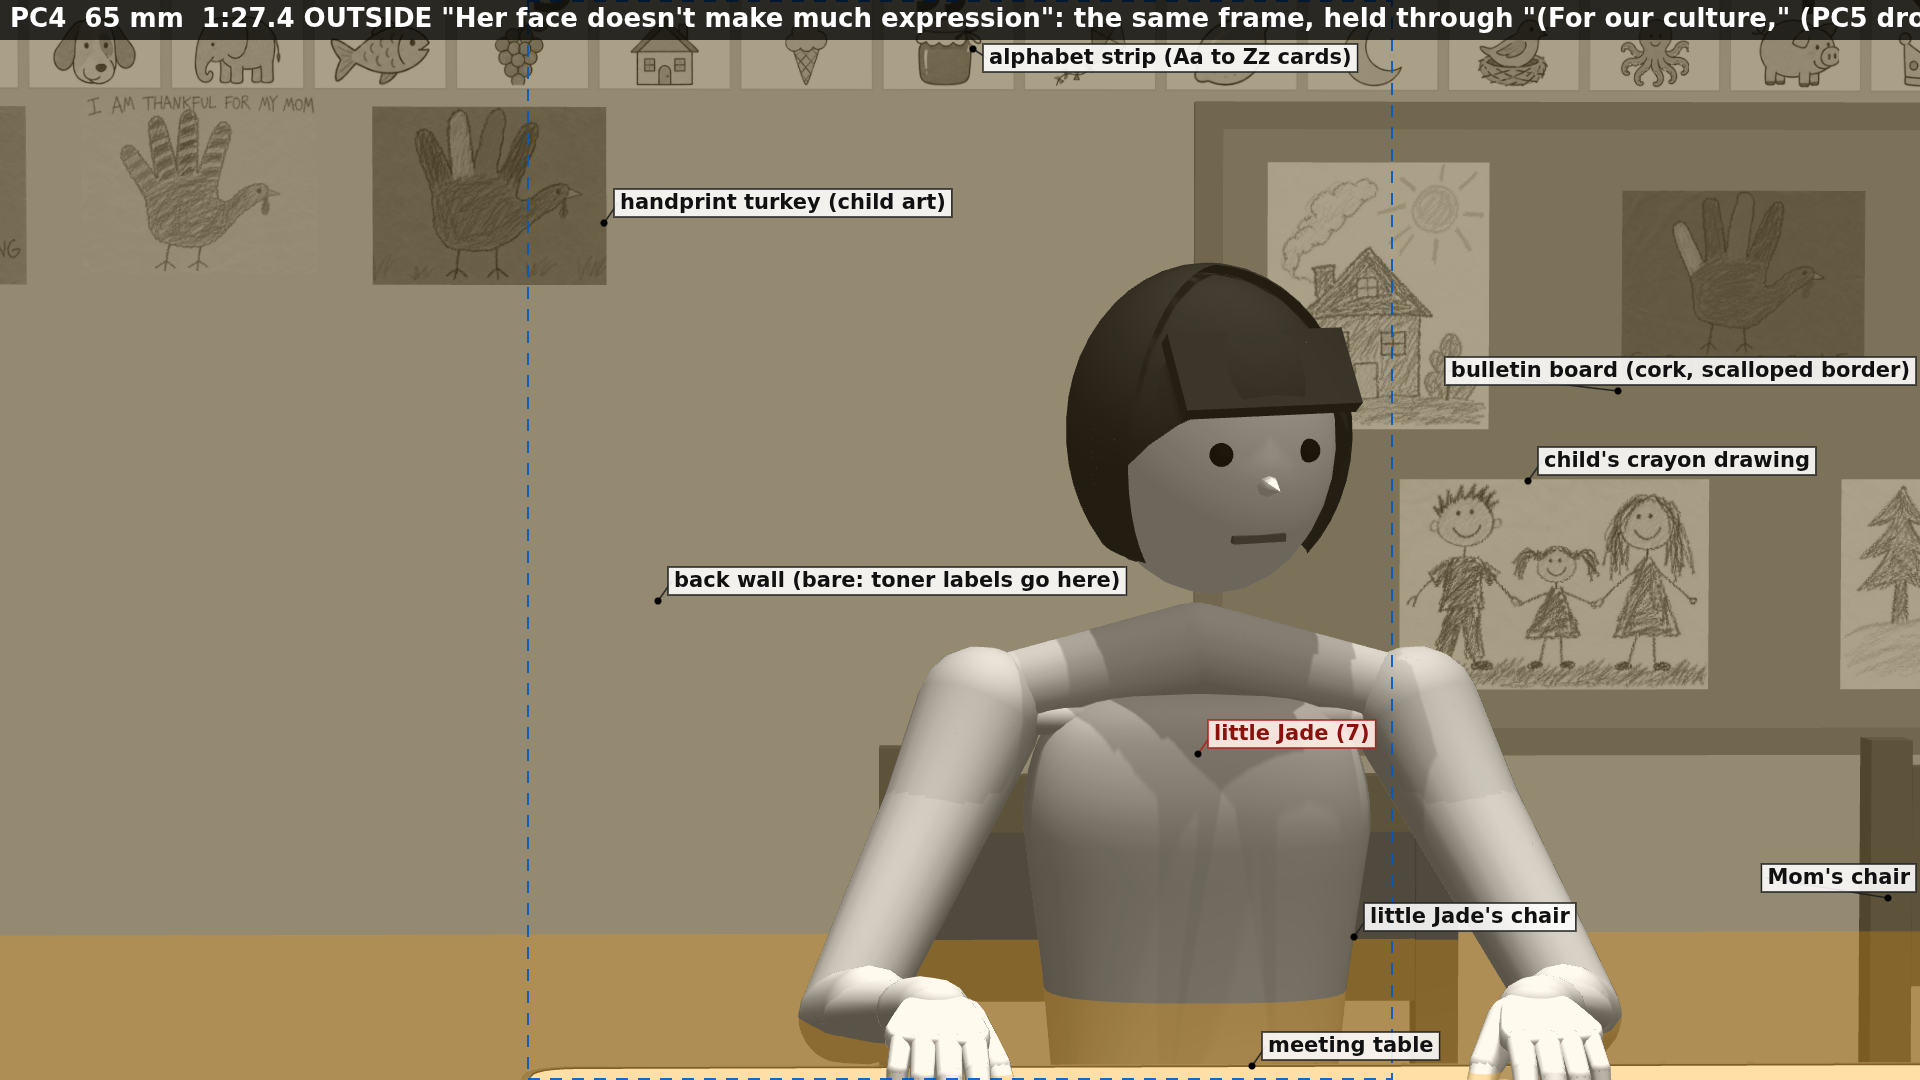 PC4 65 mm 1:27.4 OUTSIDE "Her face doesn't make much expression": the same frame, held through "(For our culture," (PC5 dro
alphabet strip (Aa to Zz cards)
I AM THANKFUL FOR MY MOM
handprint turkey (child art)
NG
bulletin board (cork, scalloped border)
child's crayon drawing
back wall (bare: toner labels go here)
little Jade (7)
Mom's chair
little Jade's chair
meeting table